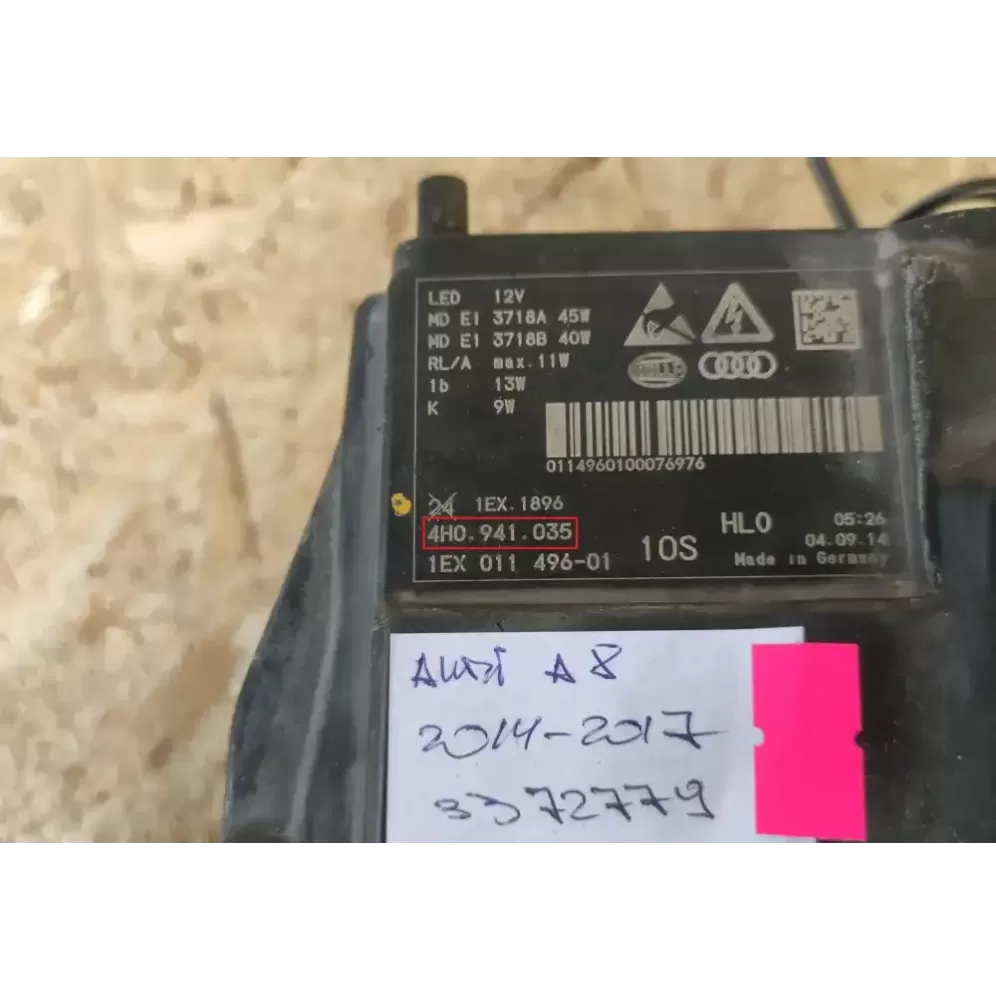 LED 12V
MD E1 3718A 45W
MD E1 3718B 40W
RL/A max.11W
1b 13W
K 9W
HELLA
0114960100076976
24 1EX.1896
4H0.941.035
1EX 011 496-01
10S
HL0
05:26
04.09.14
Made in Germany
Audi A8
2014-2017
3372779